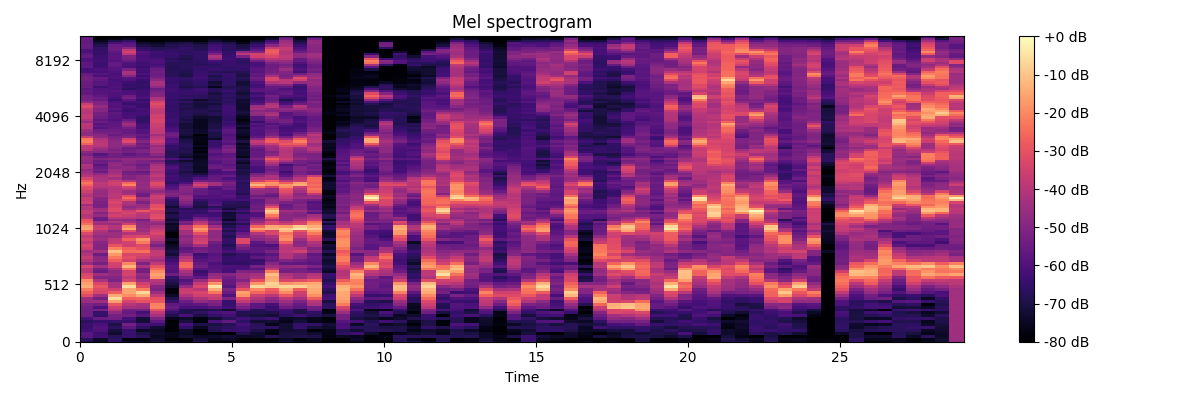 Mel spectrogram
+0 dB
8192
-10 dB
4096
-20 dB
-30 dB
2048
-40 dB
Hz
1024
-50 dB
512
-60 dB
-70 dB
0
-80 dB
0 5 10 15 20 25
Time